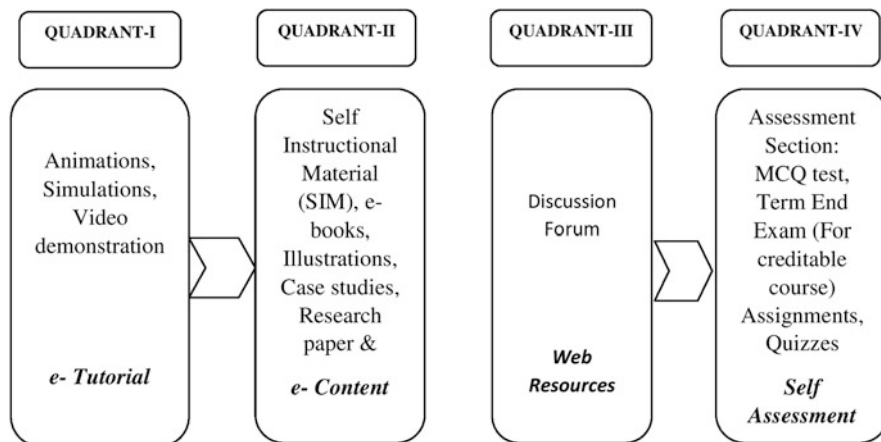 QUADRANT-I
QUADRANT-II
QUADRANT-III
QUADRANT-IV
Animations,
Simulations,
Video
demonstration
e- Tutorial
Self
Instructional
Material
(SIM), e-
books,
Illustrations,
Case studies,
Research
paper &
e- Content
Discussion
Forum
Web
Resources
Assessment
Section:
MCQ test,
Term End
Exam (For
creditable
course)
Assignments,
Quizzes
Self
Assessment